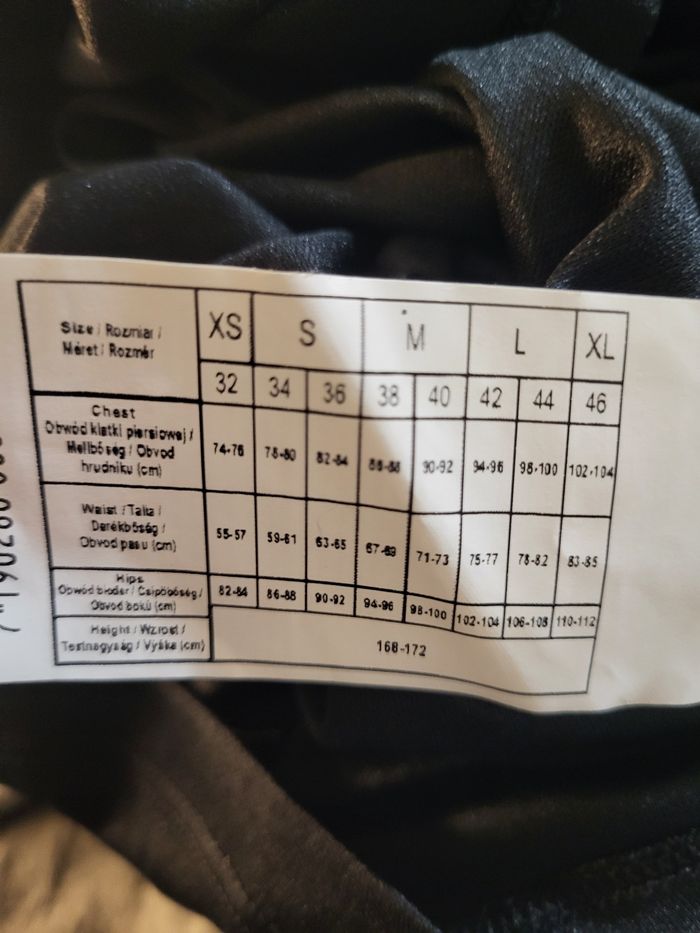 Size / Rozmiar /
Méret / Rozměr
XS S M L XL
32 34 36 38 40 42 44 46
Chest
Obwód klatki piersiowej /
Mellbőség / Obvod
hrudníku (cm)
74-76 78-80 82-84 86-88 90-92 94-96 98-100 102-104
Waist / Talia /
Derékbőség /
Obvod pasu (cm)
55-57 59-61 63-65 67-69 71-73 75-77 78-82 83-85
Hips
Obwód bioder / Csípőbőség /
Obvod boků (cm)
82-84 86-88 90-92 94-96 98-100 102-104 106-108 110-112
Height / Wzrost /
Testmagyság / Výška (cm)
168-172